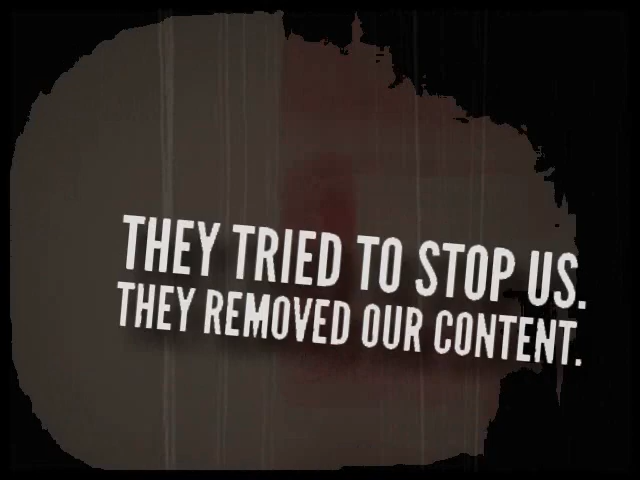 THEY TRIED TO STOP US.
THEY REMOVED OUR CONTENT.